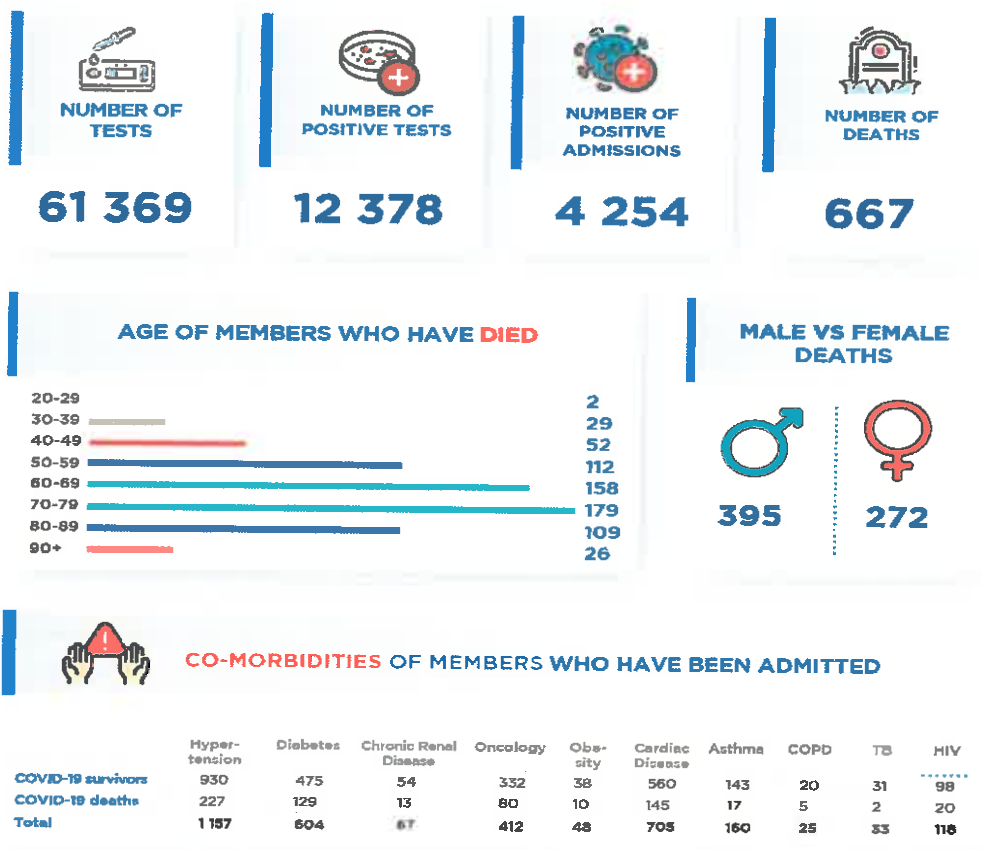 NUMBER OF
TESTS
61 369
NUMBER OF
POSITIVE TESTS
12 378
NUMBER OF
POSITIVE
ADMISSIONS
4 254
NUMBER OF
DEATHS
667
AGE OF MEMBERS WHO HAVE DIED
20-29 2
30-39 29
40-49 52
50-59 112
60-69 158
70-79 179
80-89 109
90+ 26
MALE VS FEMALE
DEATHS
395 272
CO-MORBIDITIES OF MEMBERS WHO HAVE BEEN ADMITTED
Hyper-
tension Diabetes Chronic Renal
Disease Oncology Obe-
sity Cardiac
Disease Asthma COPD TB HIV
COVID-19 survivors 930 475 54 332 38 560 143 20 31 98
COVID-19 deaths 227 129 13 80 10 145 17 5 2 20
Total 1 157 604 67 412 48 705 160 25 33 118